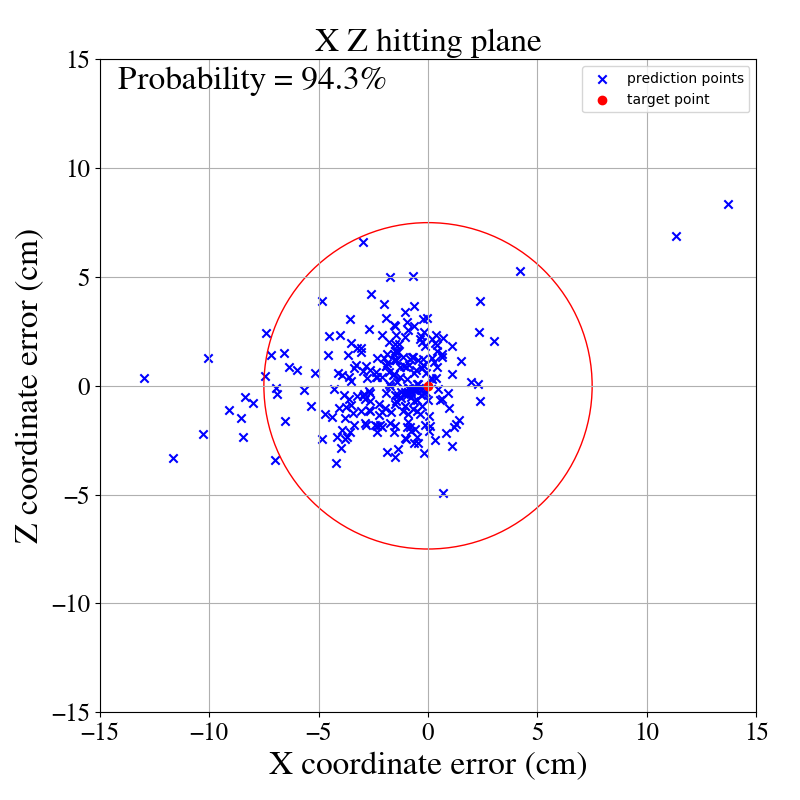 X Z hitting plane
Probability = 94.3%
prediction points
target point
15
10
5
0
−5
−10
−15
Z coordinate error (cm)
−15 −10 −5 0 5 10 15
X coordinate error (cm)